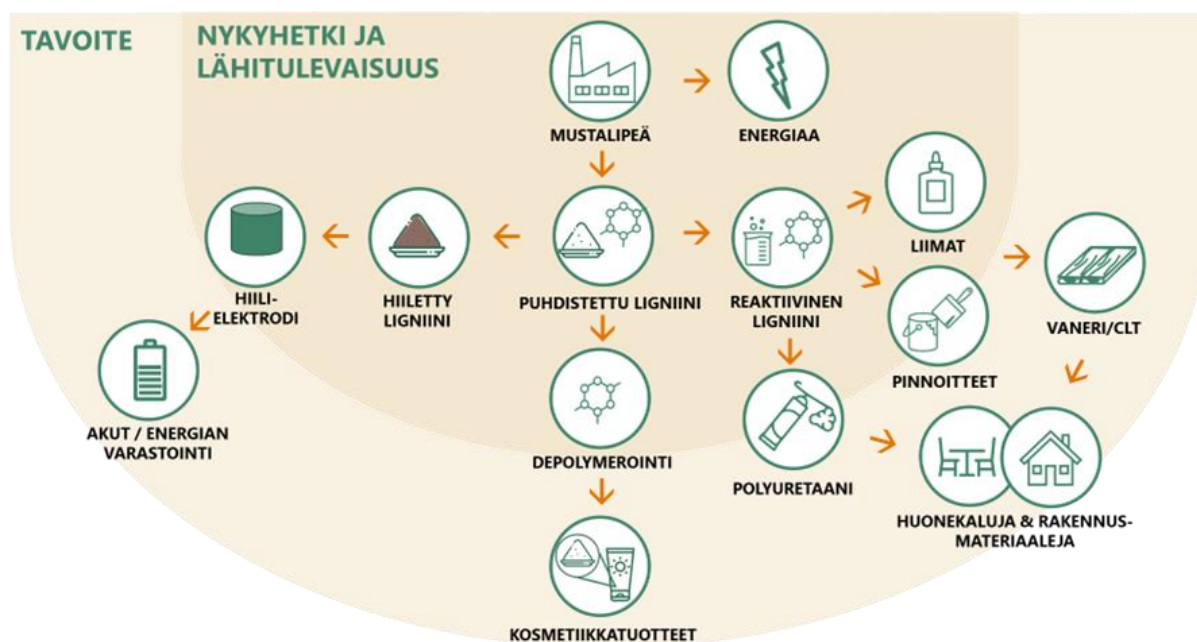 TAVOITE
NYKYHETKI JA
LÄHITULEVAISUUS
MUSTALIPEÄ
ENERGIAA
LIIMAT
HIILI-
ELEKTRODI
HIILETTY
LIGNIINI
PUHDISTETTU LIGNIINI
REAKTIIVINEN
LIGNIINI
VANERI/CLT
PINNOITTEET
AKUT / ENERGIAN
VARASTOINTI
DEPOLYMEROINTI
POLYURETAANI
HUONEKALUJA & RAKENNUS-
MATERIAALEJA
KOSMETIIKKATUOTTEET